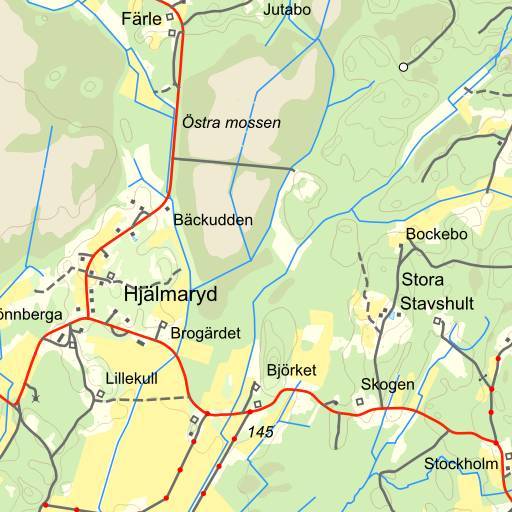 Jutabo
Färle
Östra mossen
Bäckudden
Bockebo
Stora
Stavshult
Hjälmaryd
önnberga
Brogärdet
Björket
Lillekull
Skogen
145
Stockholm